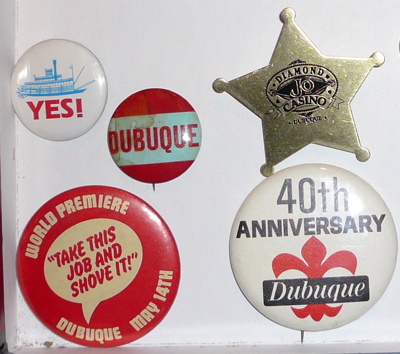 YES!
DUBUQUE
DIAMOND
JO
CASINO
DUBUQUE
WORLD PREMIERE
"TAKE THIS
JOB AND
SHOVE IT!"
DUBUQUE MAY 14TH
40th
ANNIVERSARY
Dubuque